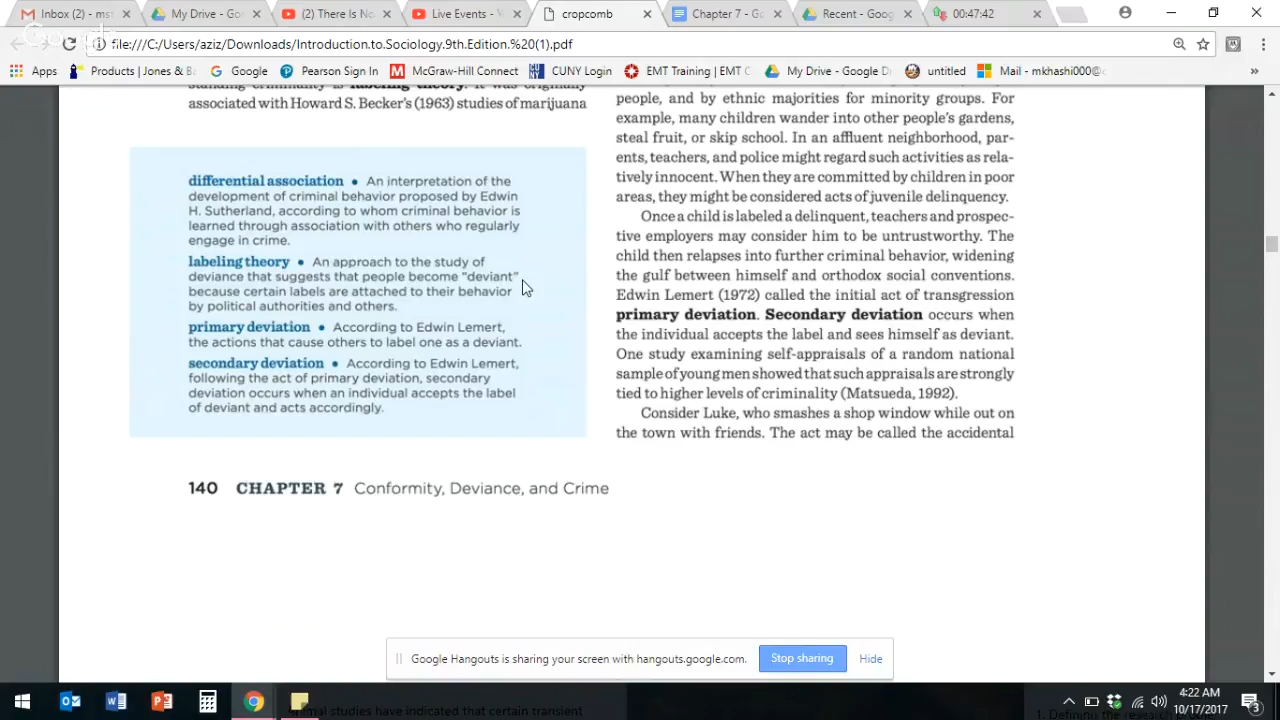 Inbox (2) - mst
My Drive - Go
(2) There Is No
Live Events - Y
cropcomb
Chapter 7 - Go
Recent - Goog
00:47:42
file:///C:/Users/aziz/Downloads/Introduction.to.Sociology.9th.Edition.%20(1).pdf
Apps
Products | Jones & Ba
Google
Pearson Sign In
McGraw-Hill Connect
CUNY Login
EMT Training | EMT C
My Drive - Google D
untitled
Mail - mkhashi000@c
standing criminality is labeling theory. It was originally
associated with Howard S. Becker's (1963) studies of marijuana
differential association • An interpretation of the
development of criminal behavior proposed by Edwin
H. Sutherland, according to whom criminal behavior is
learned through association with others who regularly
engage in crime.
labeling theory • An approach to the study of
deviance that suggests that people become "deviant"
because certain labels are attached to their behavior
by political authorities and others.
primary deviation • According to Edwin Lemert,
the actions that cause others to label one as a deviant.
secondary deviation • According to Edwin Lemert,
following the act of primary deviation, secondary
deviation occurs when an individual accepts the label
of deviant and acts accordingly.
people, and by ethnic majorities for minority groups. For
example, many children wander into other people's gardens,
steal fruit, or skip school. In an affluent neighborhood, par-
ents, teachers, and police might regard such activities as rela-
tively innocent. When they are committed by children in poor
areas, they might be considered acts of juvenile delinquency.
Once a child is labeled a delinquent, teachers and prospec-
tive employers may consider him to be untrustworthy. The
child then relapses into further criminal behavior, widening
the gulf between himself and orthodox social conventions.
Edwin Lemert (1972) called the initial act of transgression
primary deviation. Secondary deviation occurs when
the individual accepts the label and sees himself as deviant.
One study examining self-appraisals of a random national
sample of young men showed that such appraisals are strongly
tied to higher levels of criminality (Matsueda, 1992).
Consider Luke, who smashes a shop window while out on
the town with friends. The act may be called the accidental
140 CHAPTER 7 Conformity, Deviance, and Crime
Google Hangouts is sharing your screen with hangouts.google.com.
Stop sharing
Hide
studies have indicated that certain transient
4:22 AM
10/17/2017
3